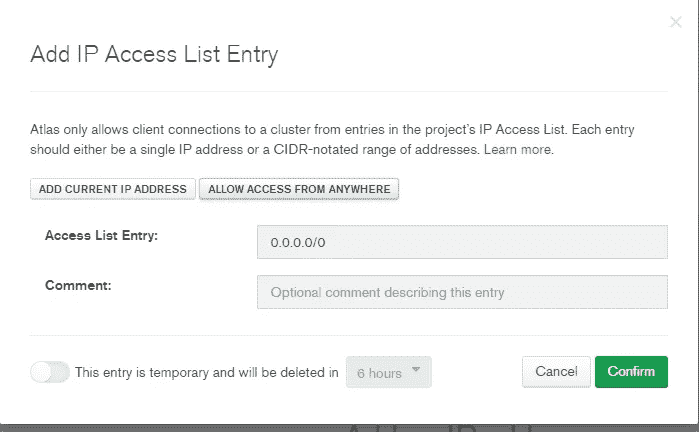 Add IP Access List Entry
Atlas only allows client connections to a cluster from entries in the project's IP Access List. Each entry
should either be a single IP address or a CIDR-notated range of addresses. Learn more.
ADD CURRENT IP ADDRESS ALLOW ACCESS FROM ANYWHERE
Access List Entry: 0.0.0.0/0
Comment: Optional comment describing this entry
This entry is temporary and will be deleted in 6 hours Cancel Confirm